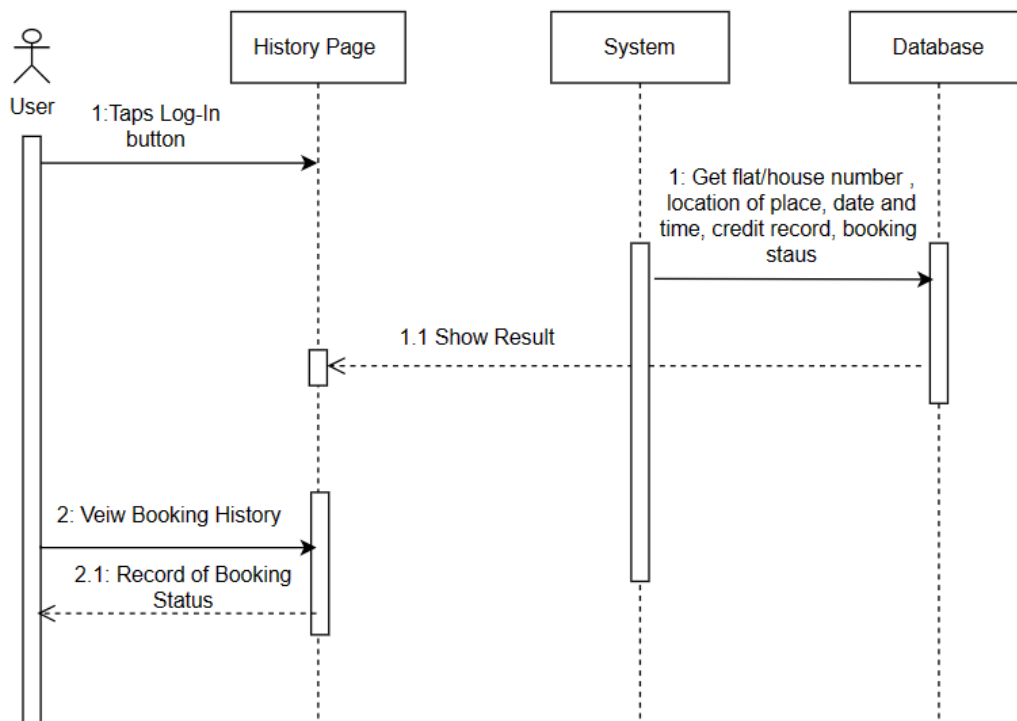 History Page
System
Database
User
1:Taps Log-In
button
1: Get flat/house number ,
location of place, date and
time, credit record, booking
staus
1.1 Show Result
2: Veiw Booking History
2.1: Record of Booking
Status